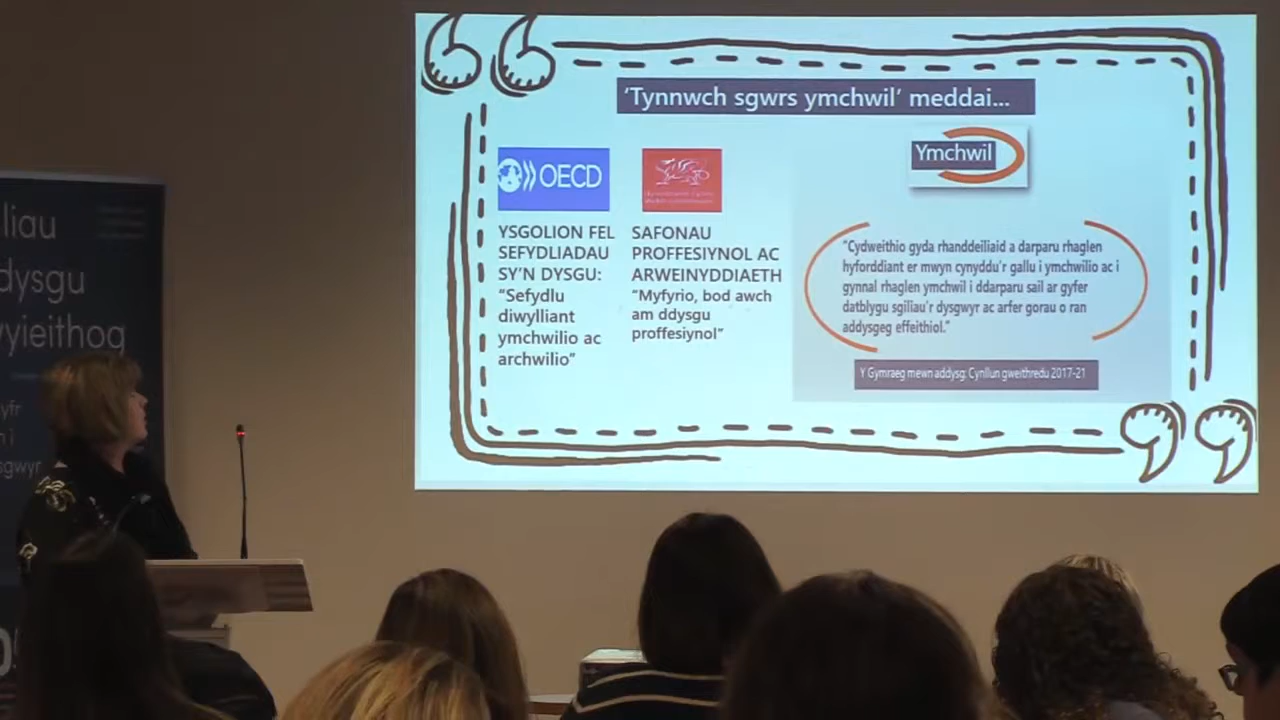 'Tynnwch sgwrs ymchwil' meddai...
OECD
YSGOLION FEL
SEFYDLIADAU
SY'N DYSGU:
"Sefydlu
diwylliant
ymchwilio ac
archwilio"
SAFONAU
PROFFESIYNOL AC
ARWEINYDDIAETH
"Myfyrio, bod awch
am ddysgu
proffesiynol"
Ymchwil
"Cydweithio gyda rhanddeiliaid a darparu rhaglen
hyforddiant er mwyn cynyddu'r gallu i ymchwilio ac i
gynnal rhaglen ymchwil i ddarparu sail ar gyfer
datblygu sgiliau'r dysgwyr ac arfer gorau o ran
addysgeg effeithiol."
Y Gymraeg mewn addysg: Cynllun gweithredu 2017-21
liau
dysgu
yieithog
yfr
n i
sgwyr